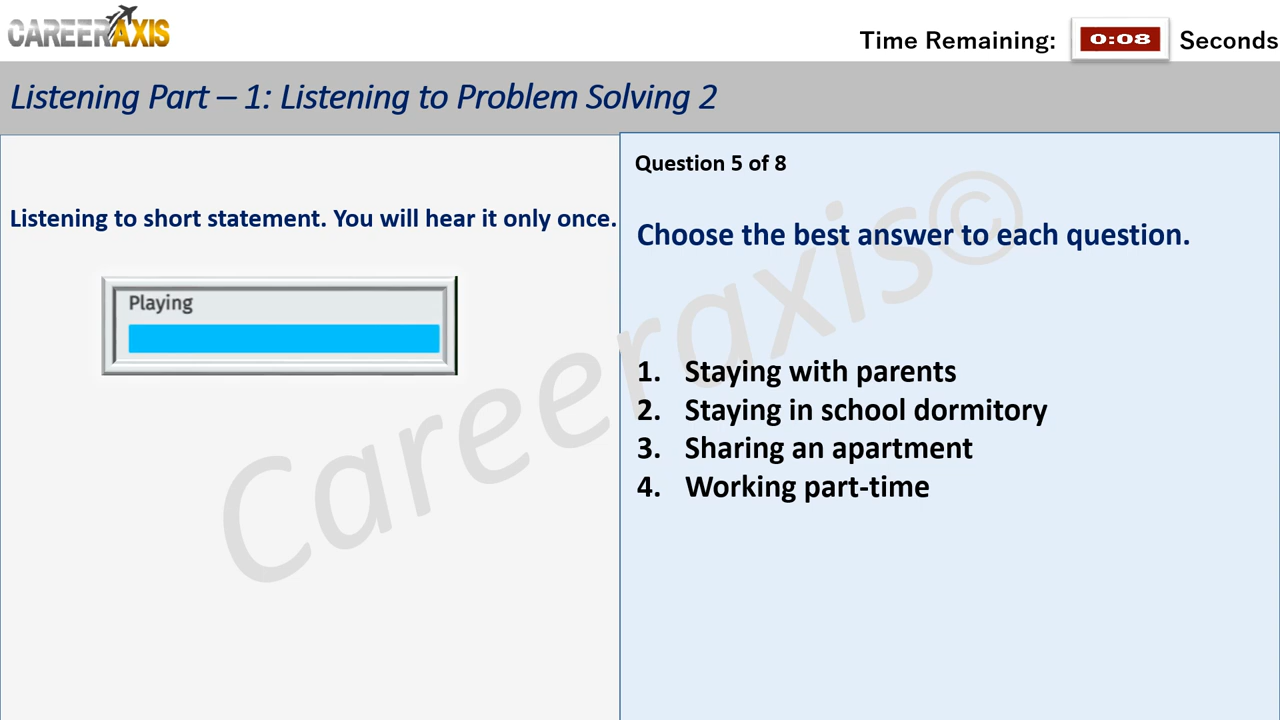 CAREERAXIS
Time Remaining: 0:08 Seconds
Listening Part – 1: Listening to Problem Solving 2
Listening to short statement. You will hear it only once.
Playing
Question 5 of 8
Choose the best answer to each question.
1. Staying with parents
2. Staying in school dormitory
3. Sharing an apartment
4. Working part-time
Careeraxis©